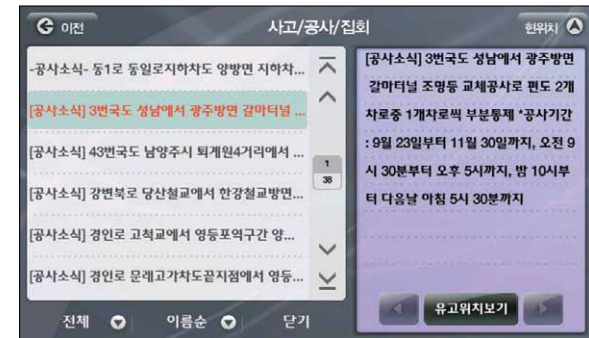 이전
사고/공사/집회
현위치
-공사소식- 동1로 동일로지하차도 양방면 지하차...
[공사소식] 3번국도 성남에서 광주방면 갈마터널 ...
[공사소식] 43번국도 남양주시 퇴계원4거리에서 ...
[공사소식] 강변북로 당산철교에서 한강철교방면...
[공사소식] 경인로 고척교에서 영등포역구간 양...
[공사소식] 경인로 문래고가차도끝지점에서 영등...
1
38
전체
이름순
닫기
[공사소식] 3번국도 성남에서 광주방면
갈마터널 조명등 교체공사로 편도 2개
차로중 1개차로씩 부분통제 *공사기간
: 9월 23일부터 11월 30일까지, 오전 9
시 30분부터 오후 5시까지, 밤 10시부
터 다음날 아침 5시 30분까지
유고위치보기